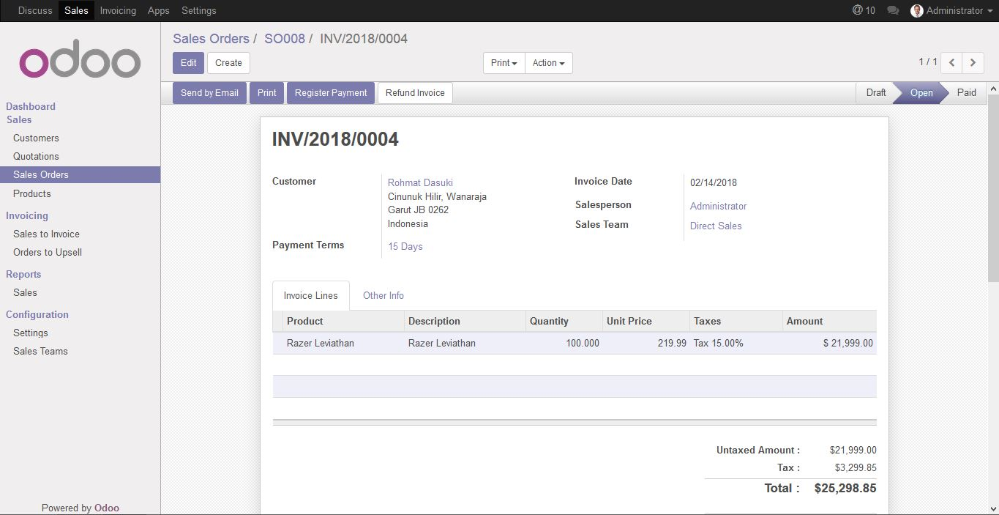 Discuss Sales Invoicing Apps Settings @ 10 Administrator
odoo
Dashboard
Sales
Customers
Quotations
Sales Orders
Products
Invoicing
Sales to Invoice
Orders to Upsell
Reports
Sales
Configuration
Settings
Sales Teams
Powered by Odoo
Sales Orders / SO008 / INV/2018/0004
Edit Create Print Action 1 / 1
Send by Email Print Register Payment Refund Invoice Draft Open Paid
INV/2018/0004
Customer Rohmat Dasuki
Cinunuk Hilir, Wanaraja
Garut JB 0262
Indonesia
Payment Terms 15 Days
Invoice Date 02/14/2018
Salesperson Administrator
Sales Team Direct Sales
Invoice Lines Other Info
Product Description Quantity Unit Price Taxes Amount
Razer Leviathan Razer Leviathan 100.000 219.99 Tax 15.00% $ 21,999.00
Untaxed Amount : $21,999.00
Tax : $3,299.85
Total : $25,298.85